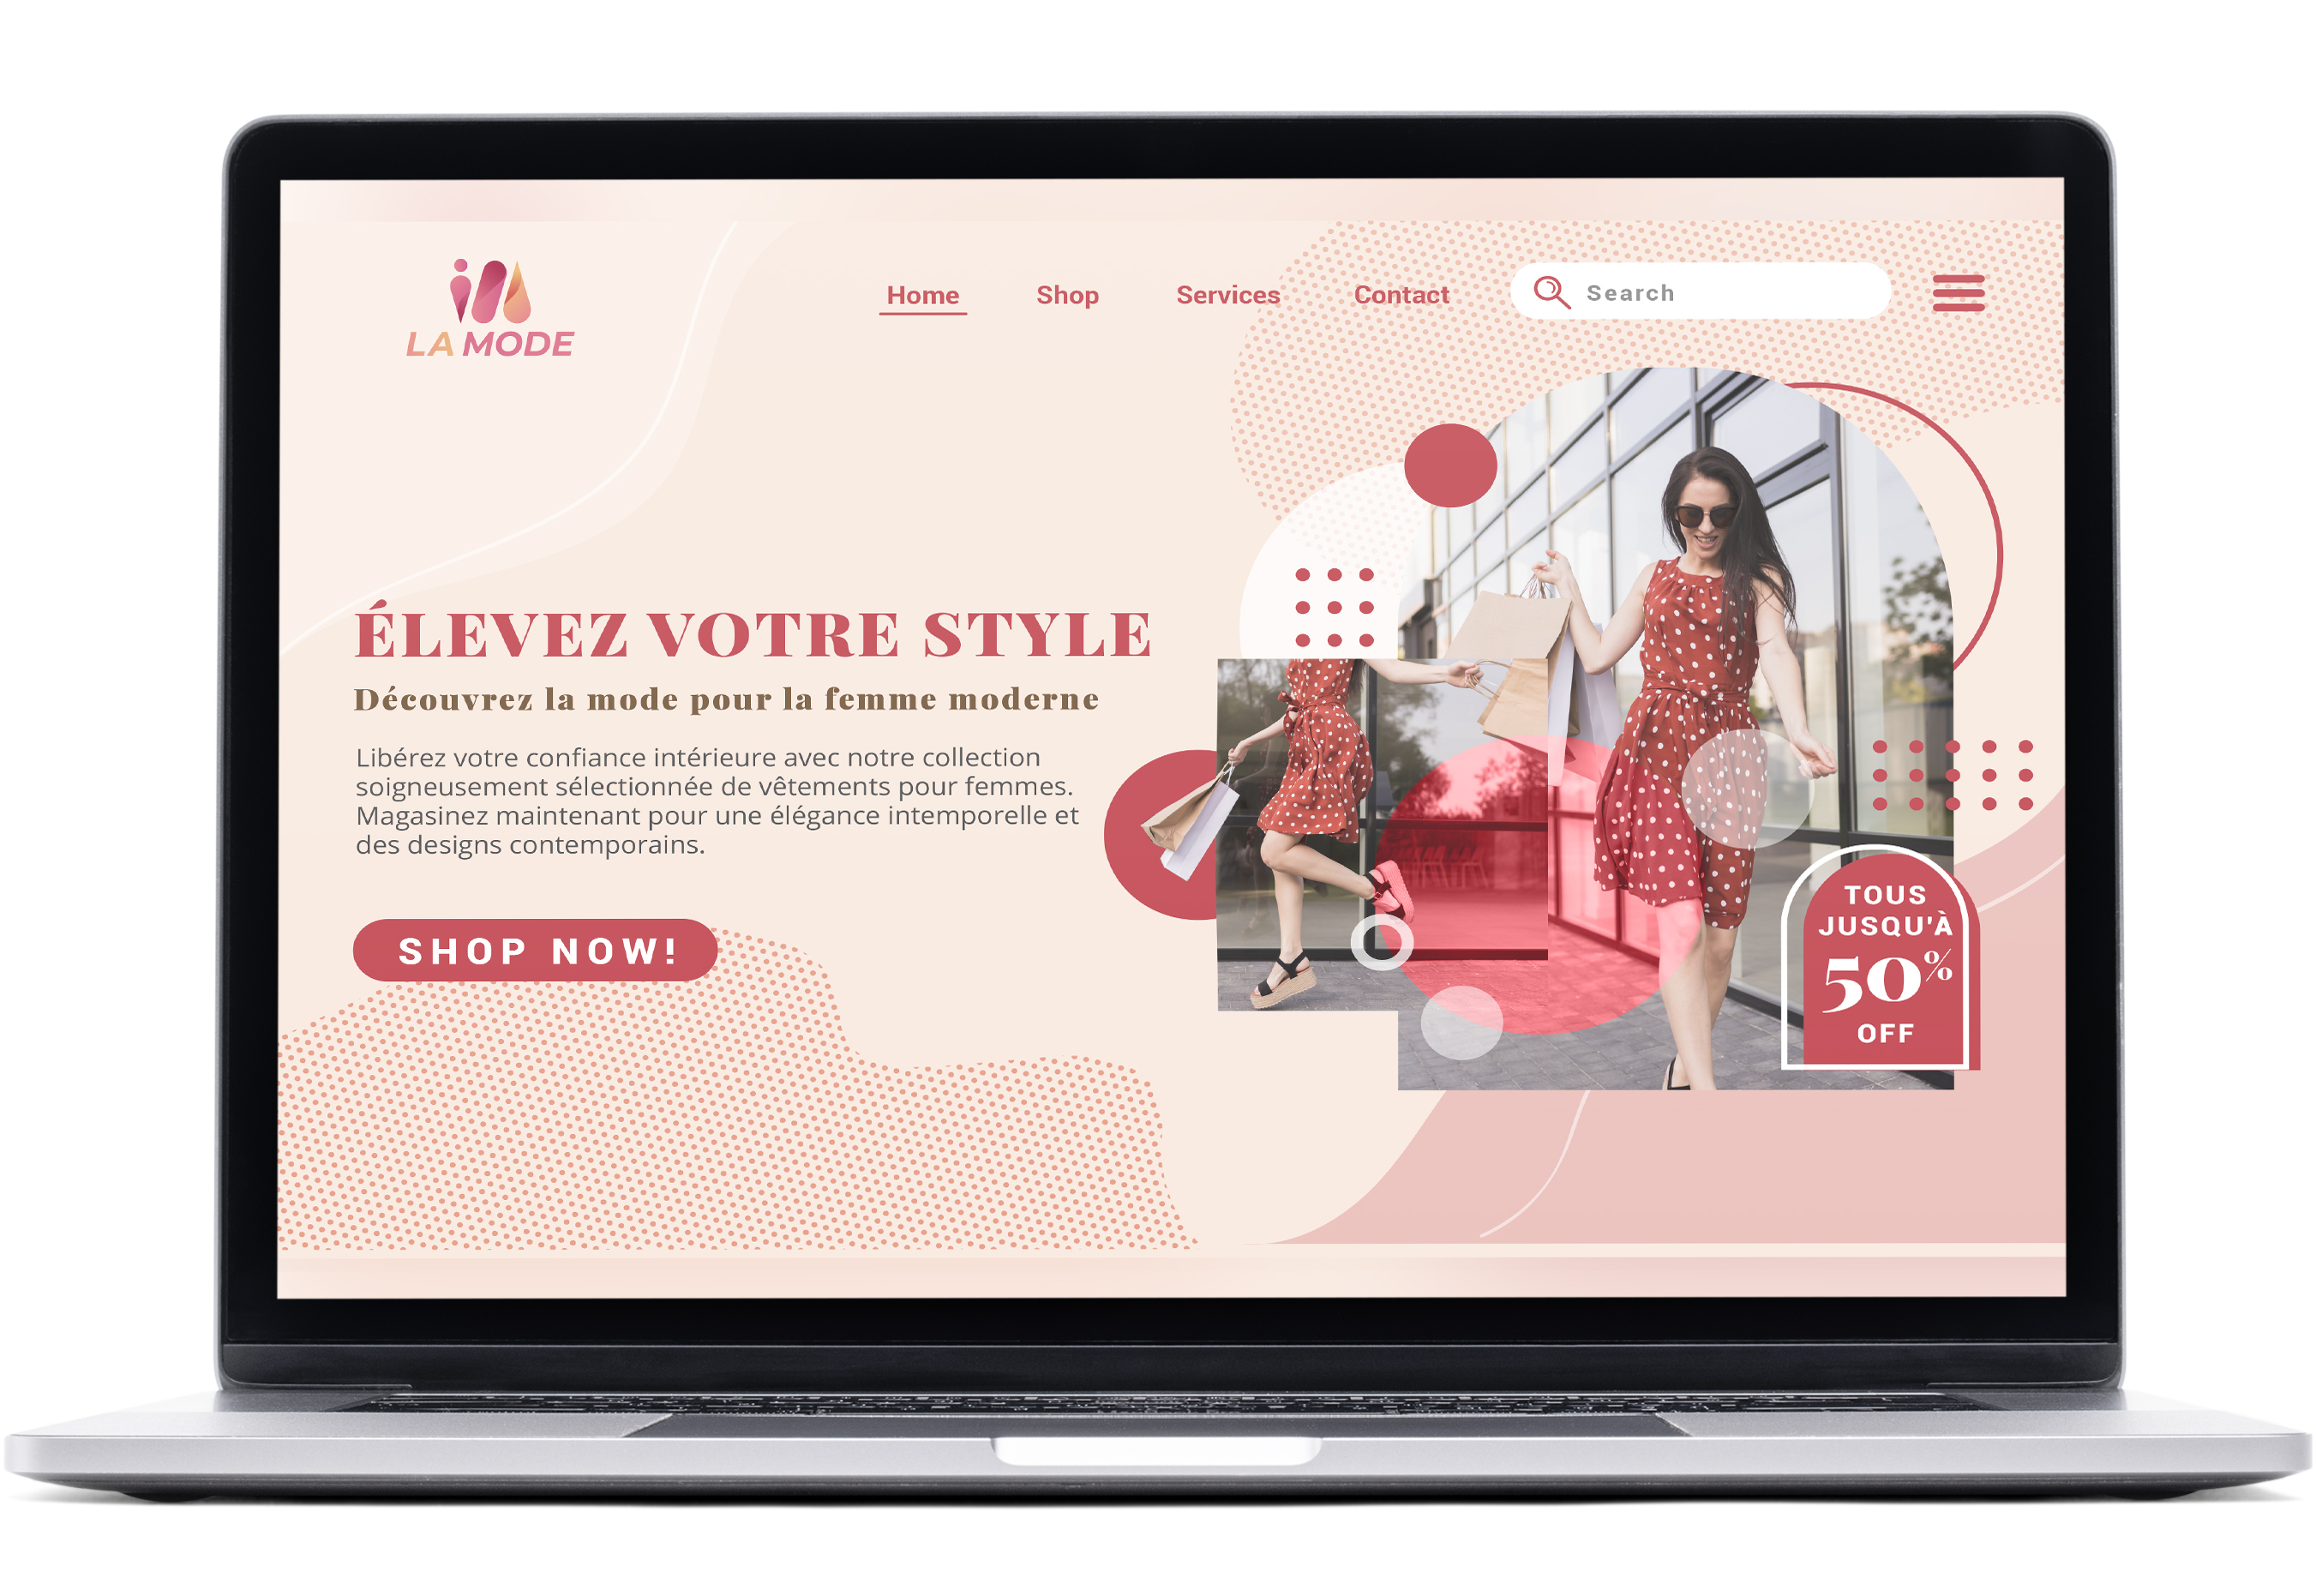 LA MODE
Home
Shop
Services
Contact
Search
ÉLEVEZ VOTRE STYLE
Découvrez la mode pour la femme moderne
Libérez votre confiance intérieure avec notre collection
soigneusement sélectionnée de vêtements pour femmes.
Magasinez maintenant pour une élégance intemporelle et
des designs contemporains.
SHOP NOW!
TOUS
JUSQU'À
50%
OFF